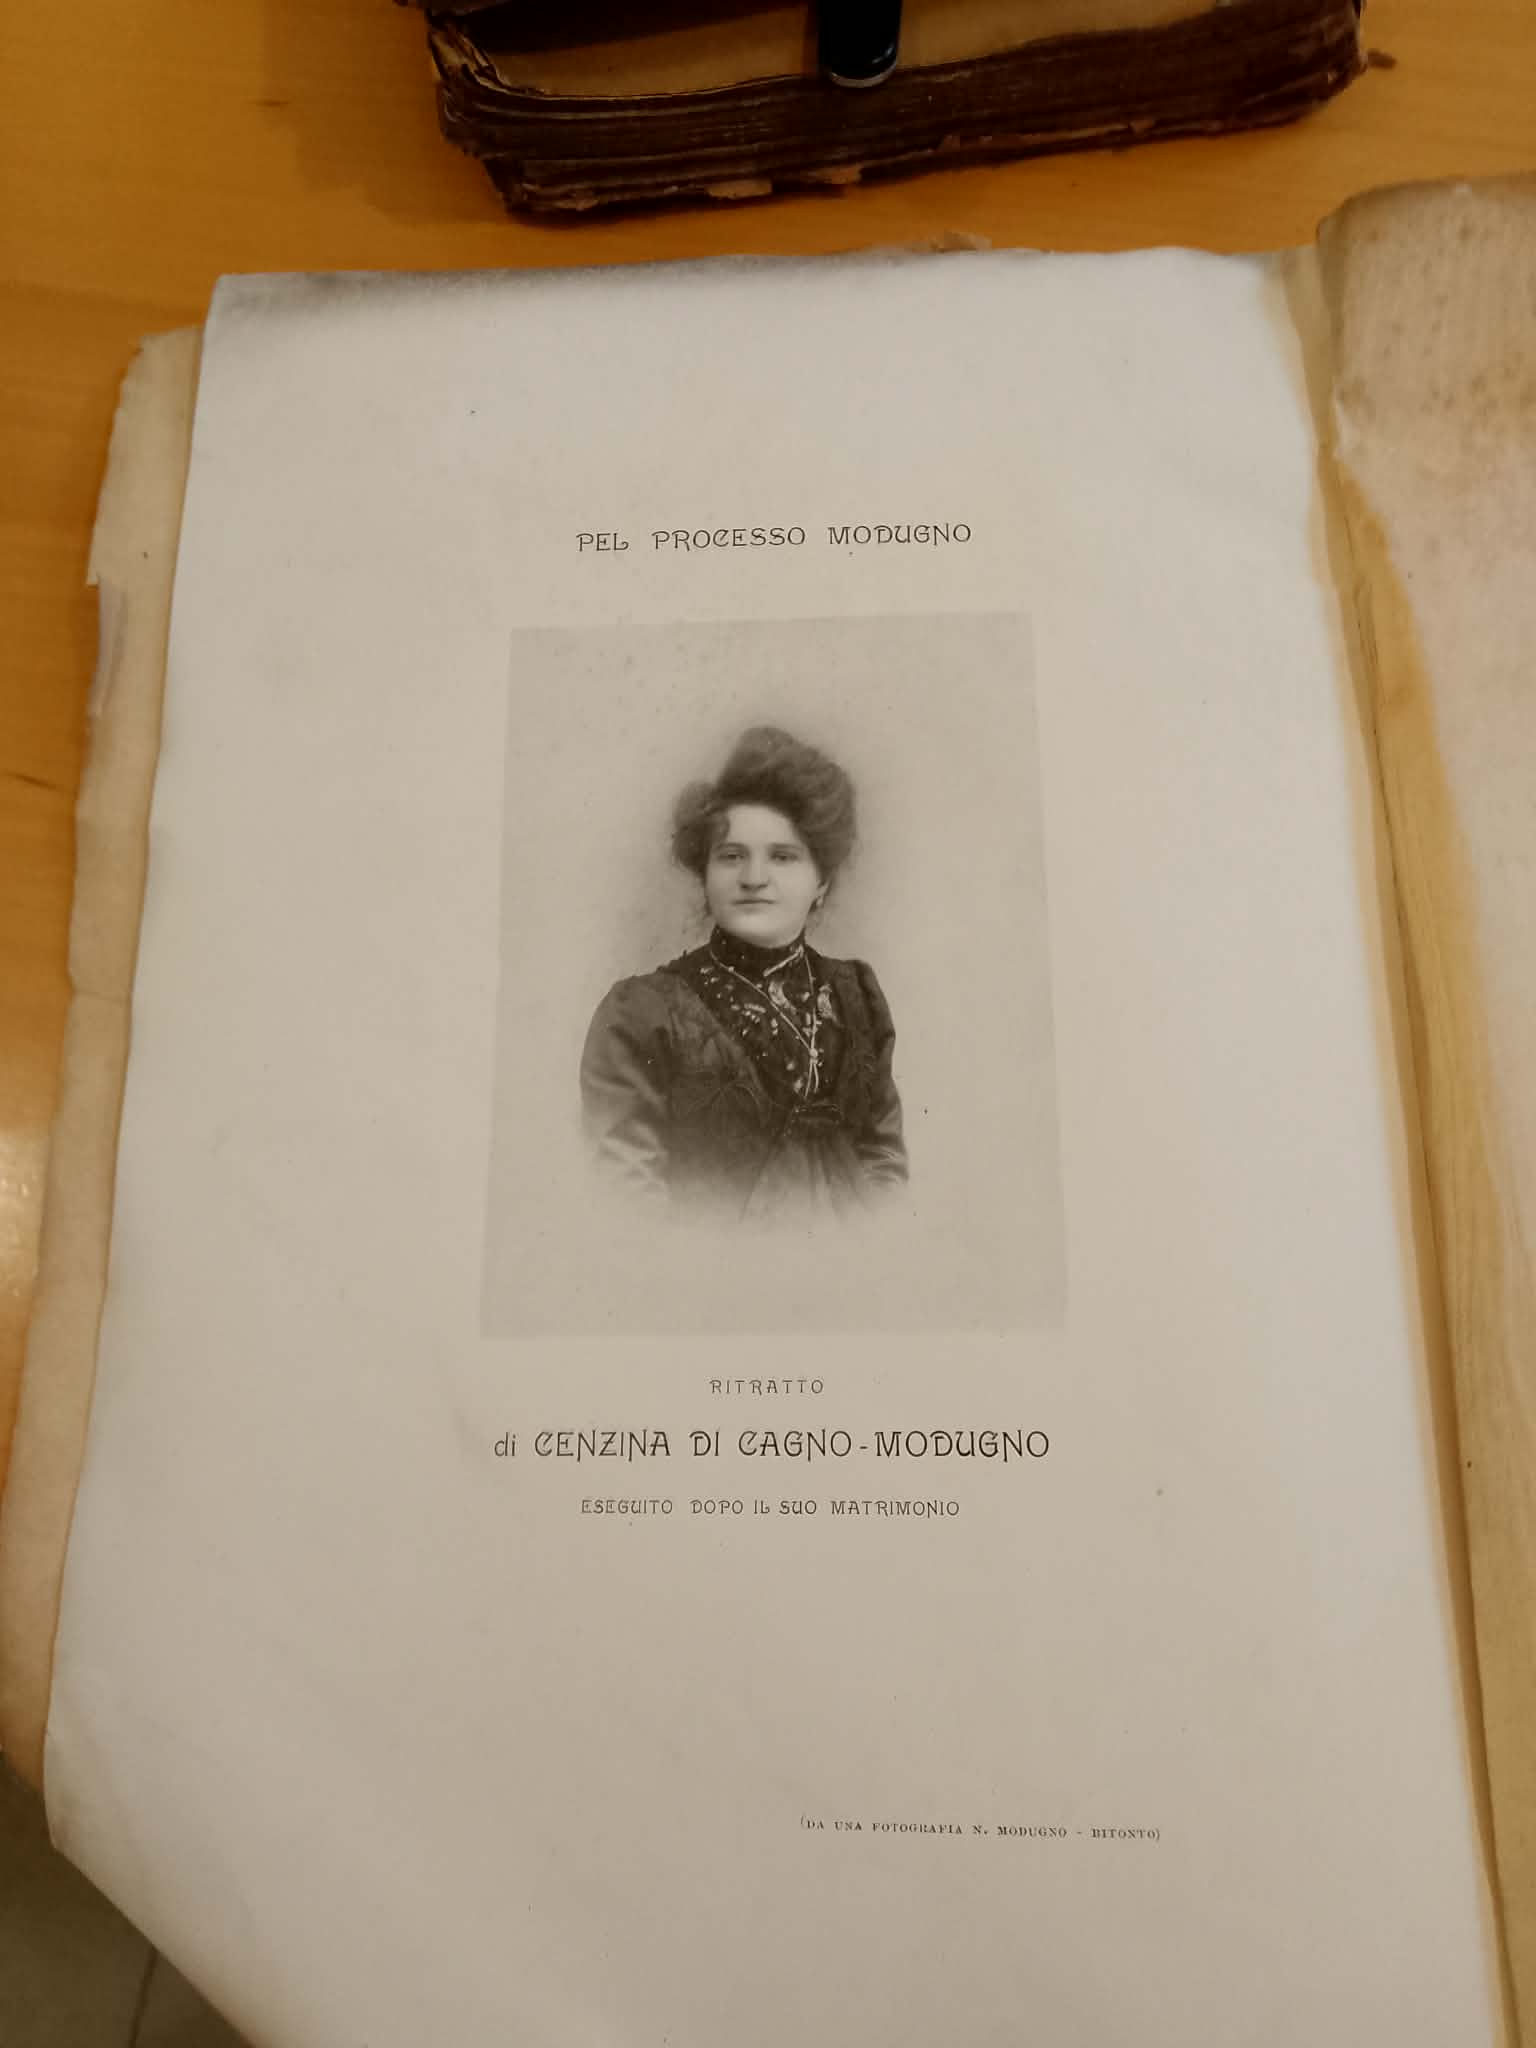 PEL PROCESSO MODUGNO
RITRATTO
di CENZINA DI CAGNO-MODUGNO
ESEGUITO DOPO IL SUO MATRIMONIO
(DA UNA FOTOGRAFIA N. MODUGNO - BITONTO)